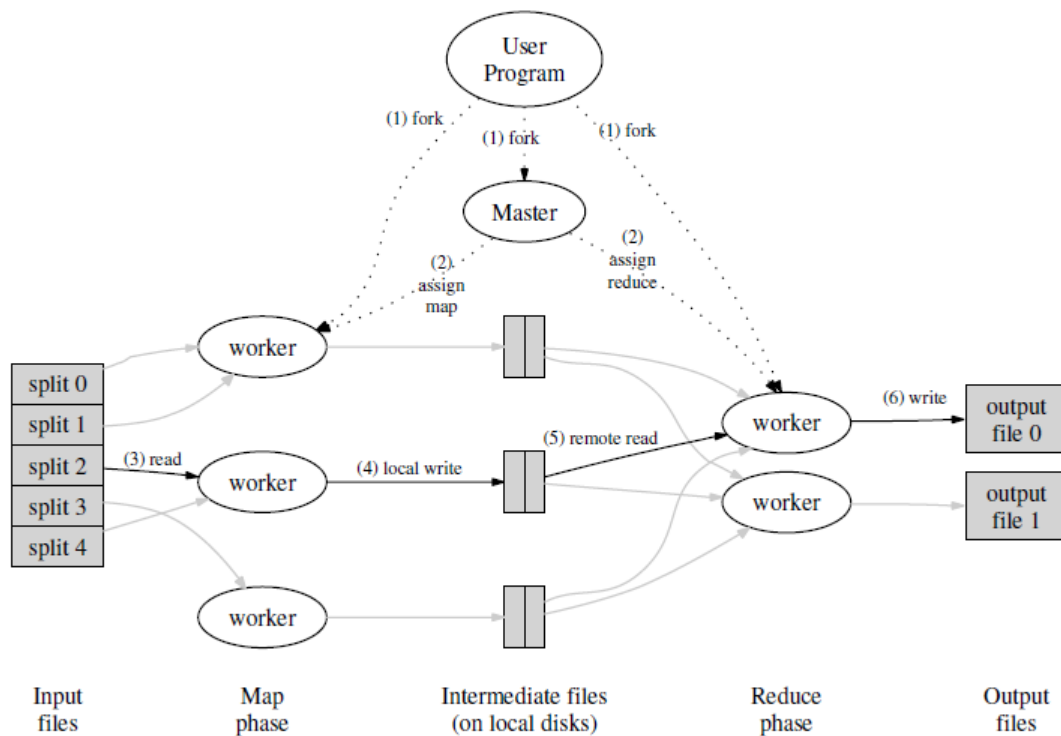 User
Program
(1) fork
(1) fork
(1) fork
Master
(2)
assign
map
(2)
assign
reduce
worker
split 0
split 1
split 2
split 3
split 4
(3) read
worker
(4) local write
(5) remote read
worker
(6) write
output
file 0
worker
output
file 1
worker
Input
files
Map
phase
Intermediate files
(on local disks)
Reduce
phase
Output
files